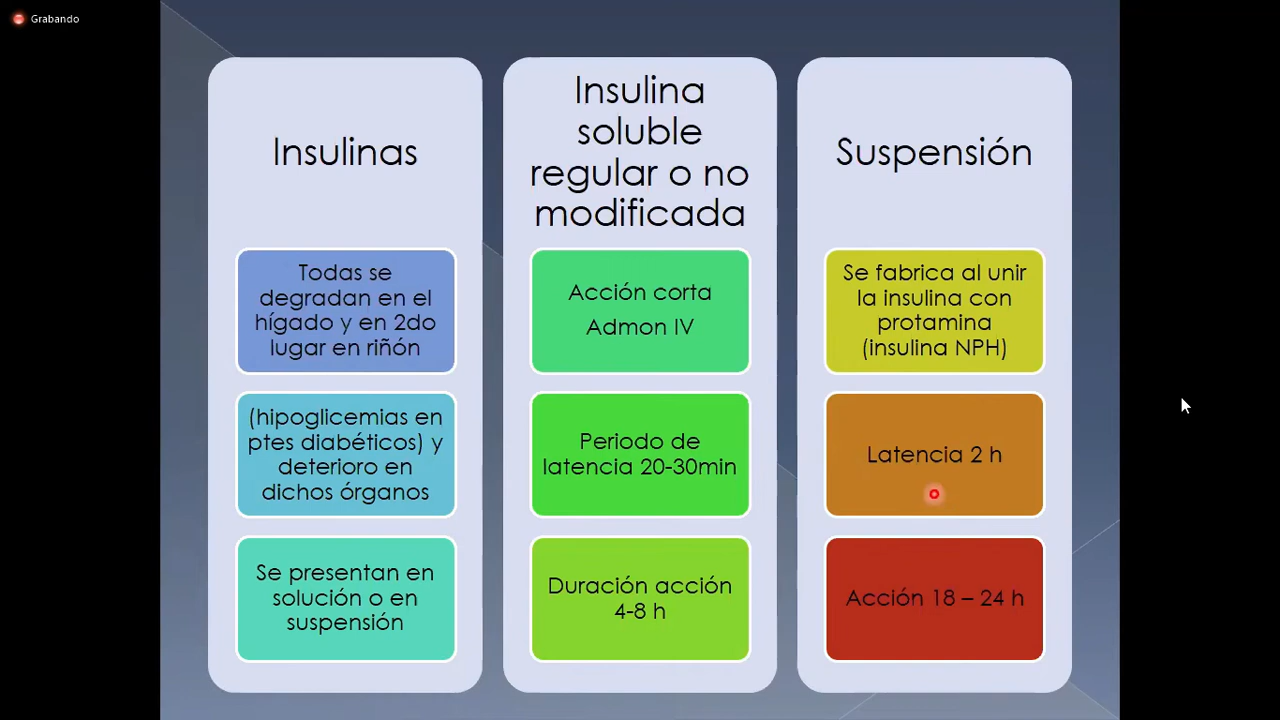 Grabando
Insulinas
Todas se
degradan en el
hígado y en 2do
lugar en riñón
(hipoglicemias en
ptes diabéticos) y
deterioro en
dichos órganos
Se presentan en
solución o en
suspensión
Insulina
soluble
regular o no
modificada
Acción corta
Admon IV
Periodo de
latencia 20-30min
Duración acción
4-8 h
Suspensión
Se fabrica al unir
la insulina con
protamina
(insulina NPH)
Latencia 2 h
Acción 18 – 24 h